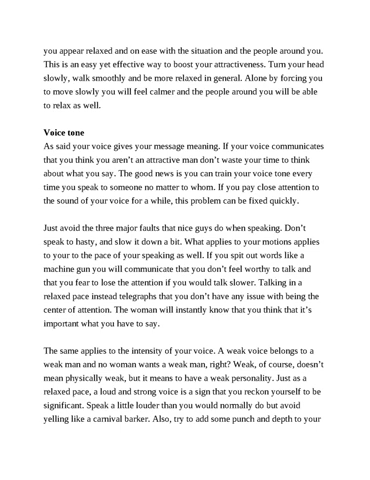 you appear relaxed and on ease with the situation and the people around you.
This is an easy yet effective way to boost your attractiveness. Turn your head
slowly, walk smoothly and be more relaxed in general. Alone by forcing you
to move slowly you will feel calmer and the people around you will be able
to relax as well.
Voice tone
As said your voice gives your message meaning. If your voice communicates
that you think you aren't an attractive man don't waste your time to think
about what you say. The good news is you can train your voice tone every
time you speak to someone no matter to whom. If you pay close attention to
the sound of your voice for a while, this problem can be fixed quickly.
Just avoid the three major faults that nice guys do when speaking. Don't
speak to hasty, and slow it down a bit. What applies to your motions applies
to your to the pace of your speaking as well. If you spit out words like a
machine gun you will communicate that you don't feel worthy to talk and
that you fear to lose the attention if you would talk slower. Talking in a
relaxed pace instead telegraphs that you don't have any issue with being the
center of attention. The woman will instantly know that you think that it's
important what you have to say.
The same applies to the intensity of your voice. A weak voice belongs to a
weak man and no woman wants a weak man, right? Weak, of course, doesn't
mean physically weak, but it means to have a weak personality. Just as a
relaxed pace, a loud and strong voice is a sign that you reckon yourself to be
significant. Speak a little louder than you would normally do but avoid
yelling like a carnival barker. Also, try to add some punch and depth to your